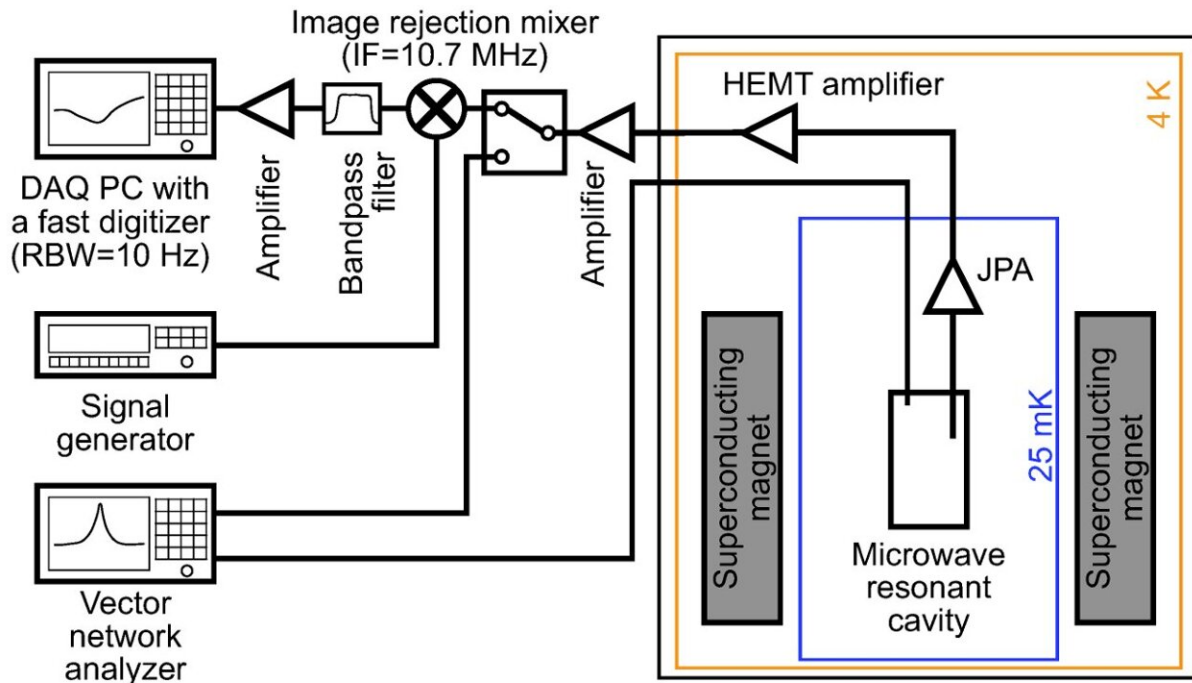 Image rejection mixer
(IF=10.7 MHz)
HEMT amplifier
4 K
DAQ PC with
a fast digitizer
(RBW=10 Hz)
Amplifier
Bandpass
filter
Amplifier
JPA
Signal
generator
Superconducting
magnet
25 mK
Superconducting
magnet
Microwave
resonant
cavity
Vector
network
analyzer